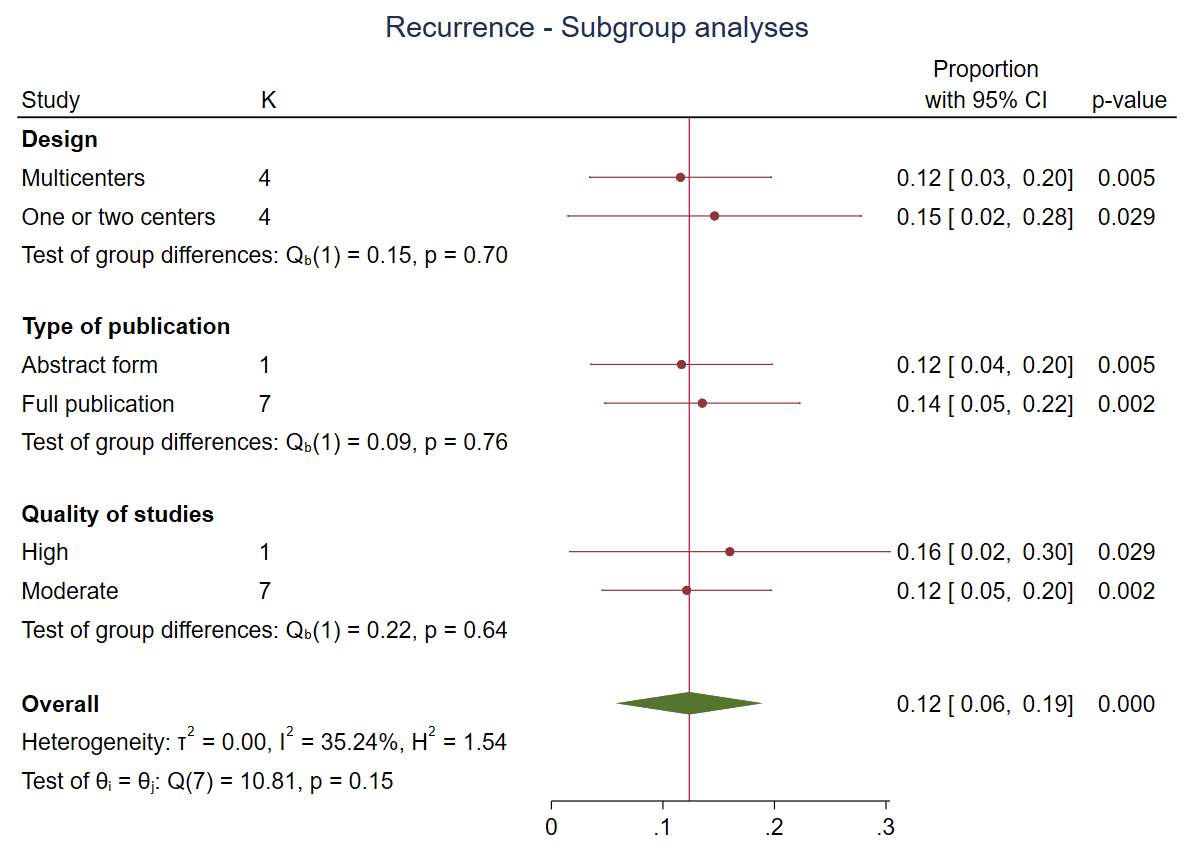 Recurrence - Subgroup analyses
Proportion
Study K with 95% CI p-value
Design
Multicenters 4 0.12 [ 0.03, 0.20] 0.005
One or two centers 4 0.15 [ 0.02, 0.28] 0.029
Test of group differences: Q_b(1) = 0.15, p = 0.70
Type of publication
Abstract form 1 0.12 [ 0.04, 0.20] 0.005
Full publication 7 0.14 [ 0.05, 0.22] 0.002
Test of group differences: Q_b(1) = 0.09, p = 0.76
Quality of studies
High 1 0.16 [ 0.02, 0.30] 0.029
Moderate 7 0.12 [ 0.05, 0.20] 0.002
Test of group differences: Q_b(1) = 0.22, p = 0.64
Overall 0.12 [ 0.06, 0.19] 0.000
Heterogeneity: τ² = 0.00, I² = 35.24%, H² = 1.54
Test of θᵢ = θⱼ: Q(7) = 10.81, p = 0.15
0 .1 .2 .3